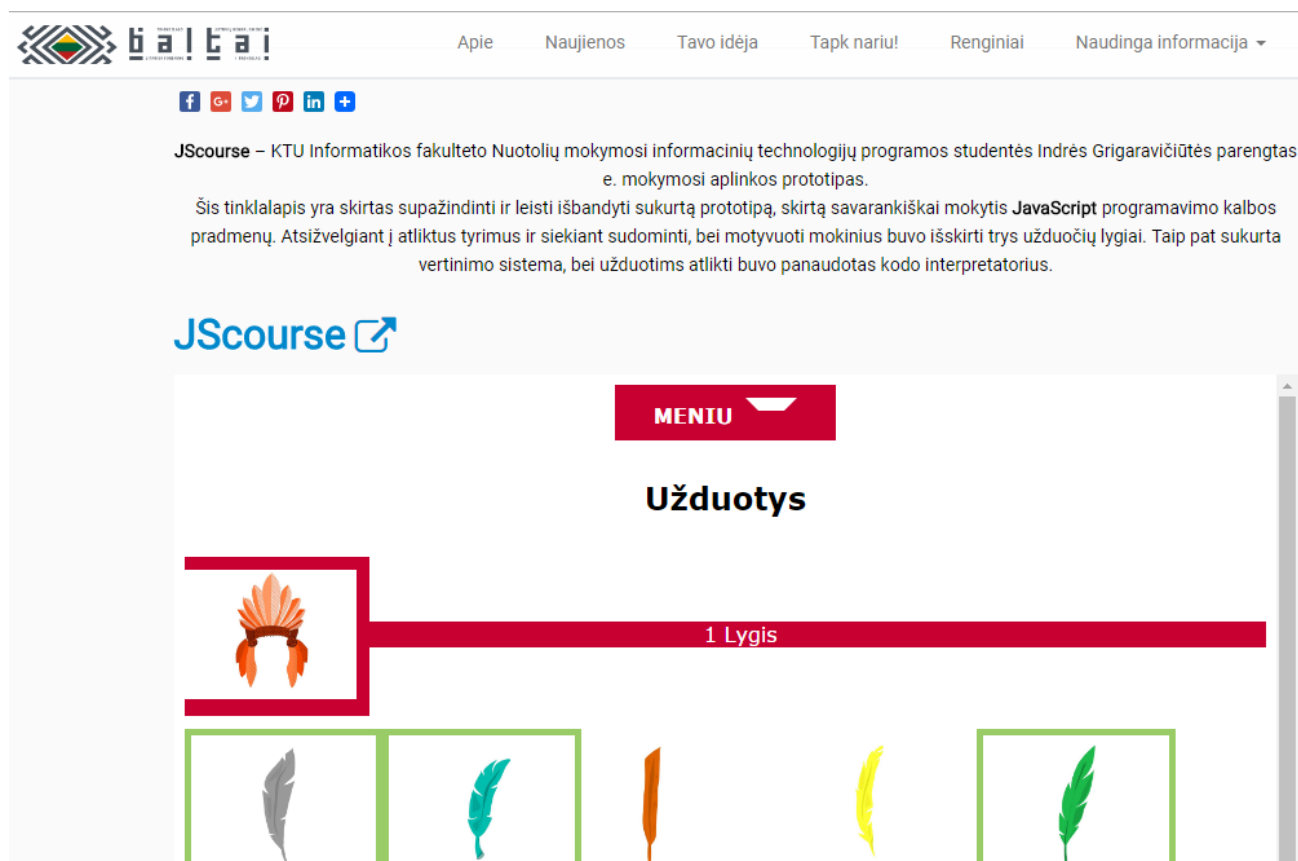 baltai
Apie
Naujienos
Tavo idėja
Tapk nariu!
Renginiai
Naudinga informacija
JScourse – KTU Informatikos fakulteto Nuotolių mokymosi informacinių technologijų programos studentės Indrės Grigaravičiūtės parengtas
e. mokymosi aplinkos prototipas.
Šis tinklalapis yra skirtas supažindinti ir leisti išbandyti sukurtą prototipą, skirtą savarankiškai mokytis JavaScript programavimo kalbos
pradmenų. Atsižvelgiant į atliktus tyrimus ir siekiant sudominti, bei motyvuoti mokinius buvo išskirti trys užduočių lygiai. Taip pat sukurta
vertinimo sistema, bei užduotims atlikti buvo panaudotas kodo interpretatorius.
JScourse
MENIU
Užduotys
1 Lygis